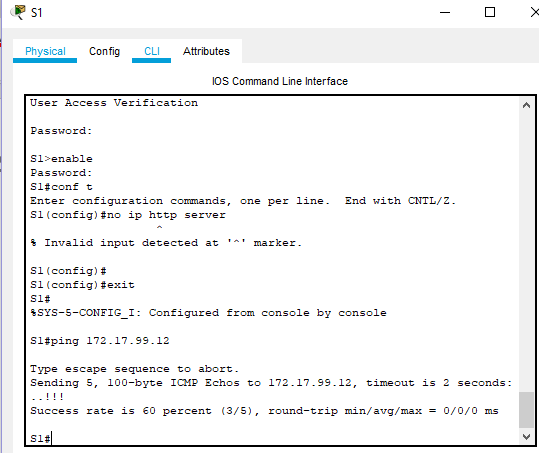 S1
Physical Config CLI Attributes
IOS Command Line Interface
User Access Verification
Password:
S1>enable
Password:
S1#conf t
Enter configuration commands, one per line.  End with CNTL/Z.
S1(config)#no ip http server
^
% Invalid input detected at '^' marker.
S1(config)#
S1(config)#exit
S1#
%SYS-5-CONFIG_I: Configured from console by console
S1#ping 172.17.99.12
Type escape sequence to abort.
Sending 5, 100-byte ICMP Echos to 172.17.99.12, timeout is 2 seconds:
..!!!
Success rate is 60 percent (3/5), round-trip min/avg/max = 0/0/0 ms
S1#